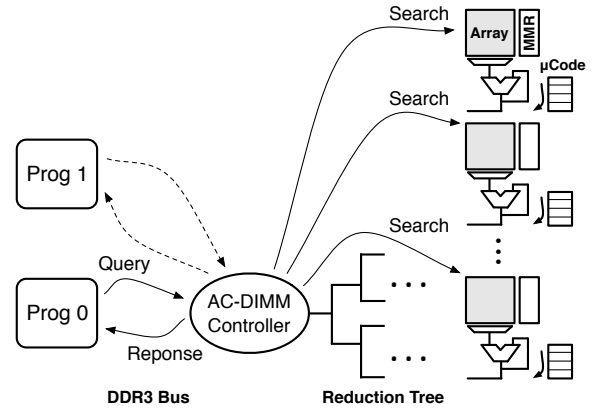 Search
Array
MMR
µCode
Search
Prog 1
Search
Query
Prog 0
AC-DIMM
Controller
Reponse
DDR3 Bus
Reduction Tree